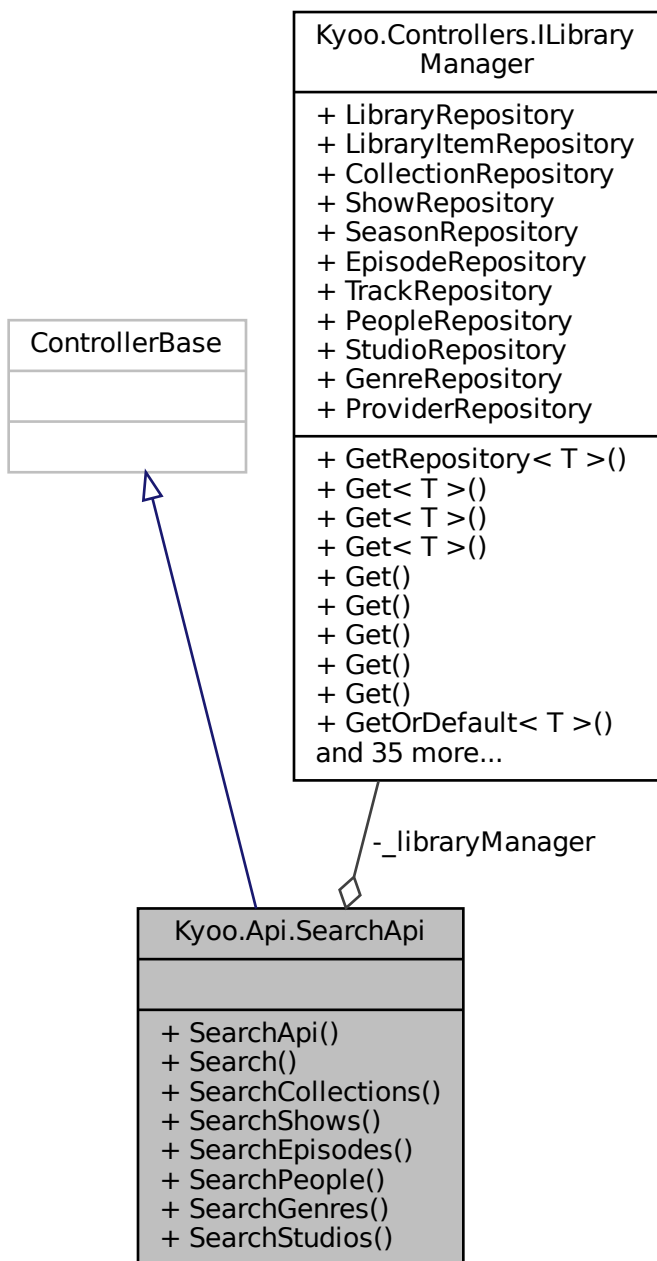 Kyoo.Controllers.ILibrary
Manager
+ LibraryRepository
+ LibraryItemRepository
+ CollectionRepository
+ ShowRepository
+ SeasonRepository
+ EpisodeRepository
+ TrackRepository
+ PeopleRepository
+ StudioRepository
+ GenreRepository
+ ProviderRepository
+ GetRepository< T >()
+ Get< T >()
+ Get< T >()
+ Get< T >()
+ Get()
+ Get()
+ Get()
+ Get()
+ Get()
+ GetOrDefault< T >()
and 35 more...
ControllerBase
-_libraryManager
Kyoo.Api.SearchApi
+ SearchApi()
+ Search()
+ SearchCollections()
+ SearchShows()
+ SearchEpisodes()
+ SearchPeople()
+ SearchGenres()
+ SearchStudios()